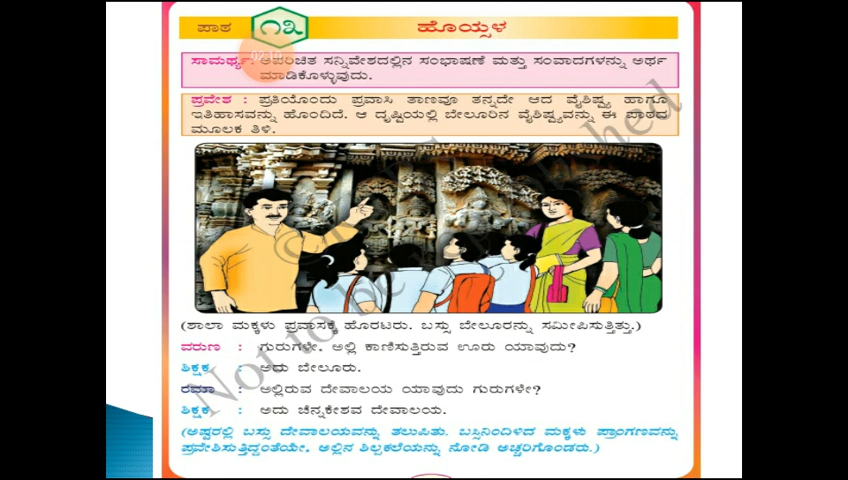 ಪಾಠ ೧೩ ಹೊಯ್ಸಳ
02:10
ಸಾಮರ್ಥ್ಯ: ಅಪರಿಚಿತ ಸನ್ನಿವೇಶದಲ್ಲಿನ ಸಂಭಾಷಣೆ ಮತ್ತು ಸಂವಾದಗಳನ್ನು ಅರ್ಥ
ಮಾಡಿಕೊಳ್ಳುವುದು.
ಪ್ರವೇಶ : ಪ್ರತಿಯೊಂದು ಪ್ರವಾಸಿ ತಾಣವೂ ತನ್ನದೇ ಆದ ವೈಶಿಷ್ಟ್ಯ ಹಾಗೂ
ಇತಿಹಾಸವನ್ನು ಹೊಂದಿದೆ. ಆ ದೃಷ್ಟಿಯಲ್ಲಿ ಬೇಲೂರಿನ ವೈಶಿಷ್ಟ್ಯವನ್ನು ಈ ಪಾಠದ
ಮೂಲಕ ತಿಳಿ.
(ಶಾಲಾ ಮಕ್ಕಳು ಪ್ರವಾಸಕ್ಕೆ ಹೊರಟರು. ಬಸ್ಸು ಬೇಲೂರನ್ನು ಸಮೀಪಿಸುತ್ತಿತ್ತು.)
ವರುಣ : ಗುರುಗಳೇ, ಅಲ್ಲಿ ಕಾಣಿಸುತ್ತಿರುವ ಊರು ಯಾವುದು?
ಶಿಕ್ಷಕ : ಅದು ಬೇಲೂರು.
ರಮಾ : ಅಲ್ಲಿರುವ ದೇವಾಲಯ ಯಾವುದು ಗುರುಗಳೇ?
ಶಿಕ್ಷಕ : ಅದು ಚೆನ್ನಕೇಶವ ದೇವಾಲಯ.
(ಅಷ್ಟರಲ್ಲಿ ಬಸ್ಸು ದೇವಾಲಯವನ್ನು ತಲುಪಿತು. ಬಸ್ಸಿನಿಂದಿಳಿದ ಮಕ್ಕಳು ಪ್ರಾಂಗಣವನ್ನು
ಪ್ರವೇಶಿಸುತ್ತಿದ್ದಂತೆಯೇ, ಅಲ್ಲಿನ ಶಿಲ್ಪಕಲೆಯನ್ನು ನೋಡಿ ಅಚ್ಚರಿಗೊಂಡರು.)